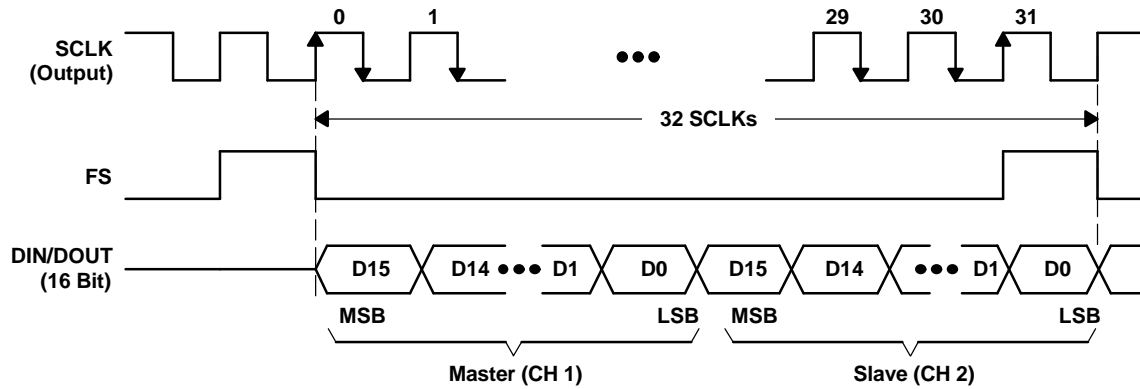 0 1 29 30 31
SCLK
(Output)
32 SCLKs
FS
DIN/DOUT
(16 Bit)
D15 D14 D1 D0 D15 D14 D1 D0
MSB LSB MSB LSB
Master (CH 1) Slave (CH 2)